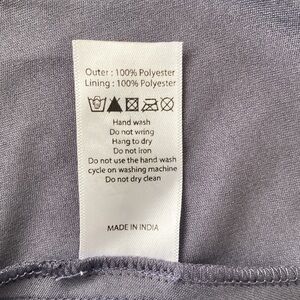 Outer : 100% Polyester
Lining : 100% Polyester
Hand wash
Do not wring
Hang to dry
Do not iron
Do not use the hand wash
cycle on washing machine
Do not dry clean
MADE IN INDIA